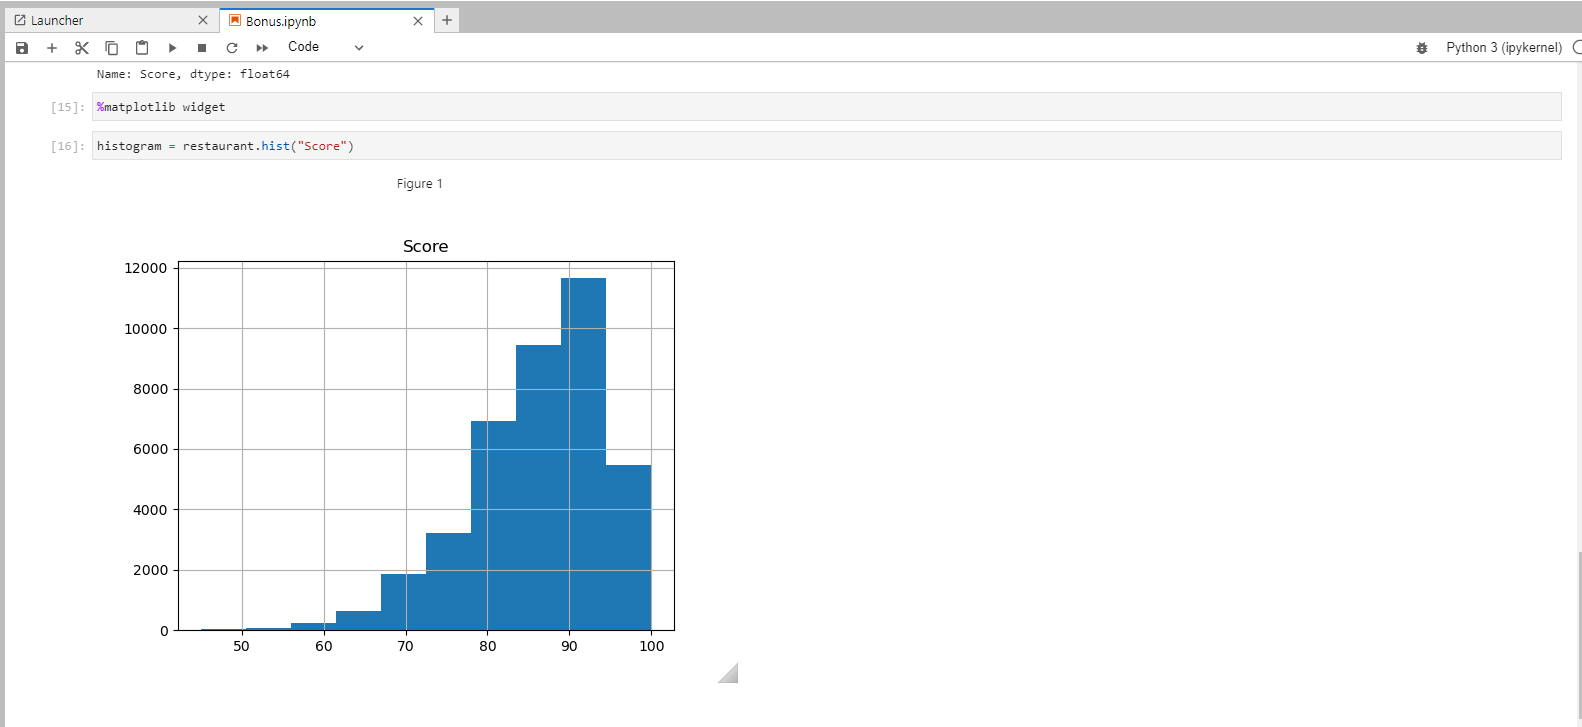 Launcher
Bonus.ipynb
Code
Python 3 (ipykernel)
Name: Score, dtype: float64
[15]: %matplotlib widget
[16]: histogram = restaurant.hist("Score")
Figure 1
Score
12000
10000
8000
6000
4000
2000
0
50 60 70 80 90 100